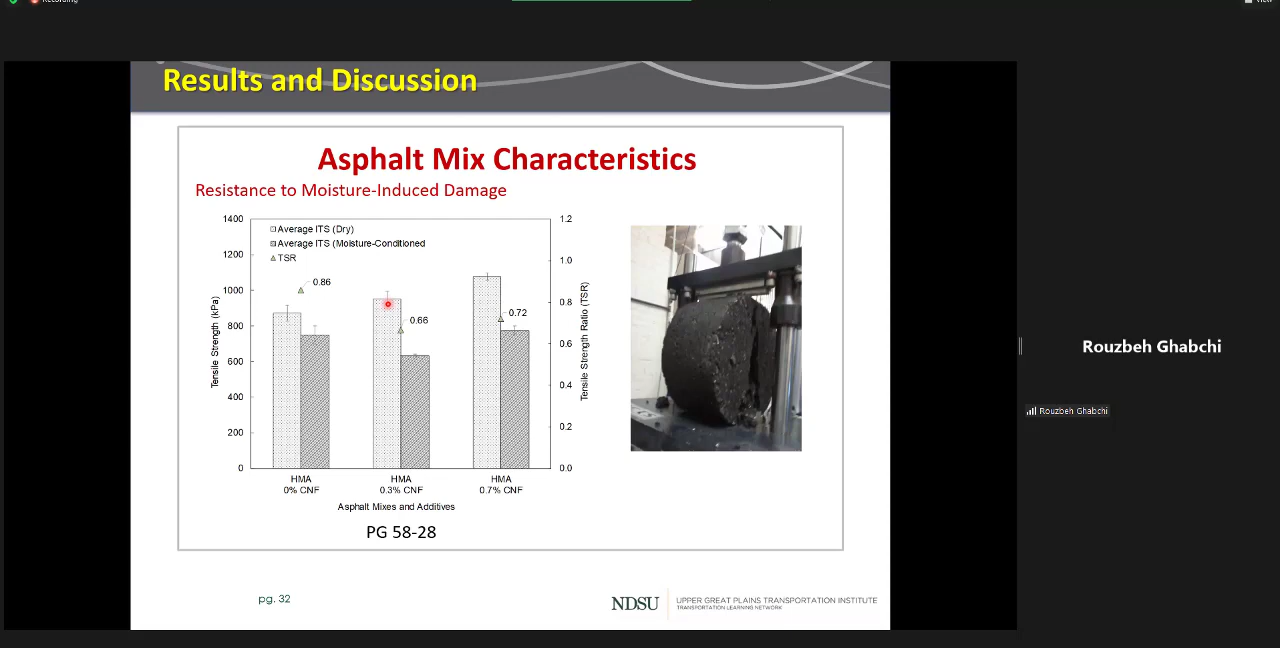 Recording
View
Results and Discussion
Asphalt Mix Characteristics
Resistance to Moisture-Induced Damage
1400
1200
1000
800
600
400
200
0
Tensile Strength (kPa)
Average ITS (Dry)
Average ITS (Moisture-Conditioned
TSR
0.86
0.66
0.72
1.2
1.0
0.8
0.6
0.4
0.2
0.0
Tensile Strength Ratio (TSR)
HMA
0% CNF
HMA
0.3% CNF
HMA
0.7% CNF
Asphalt Mixes and Additives
PG 58-28
pg. 32
NDSU
UPPER GREAT PLAINS TRANSPORTATION INSTITUTE
TRANSPORTATION LEARNING NETWORK
Rouzbeh Ghabchi
Rouzbeh Ghabchi